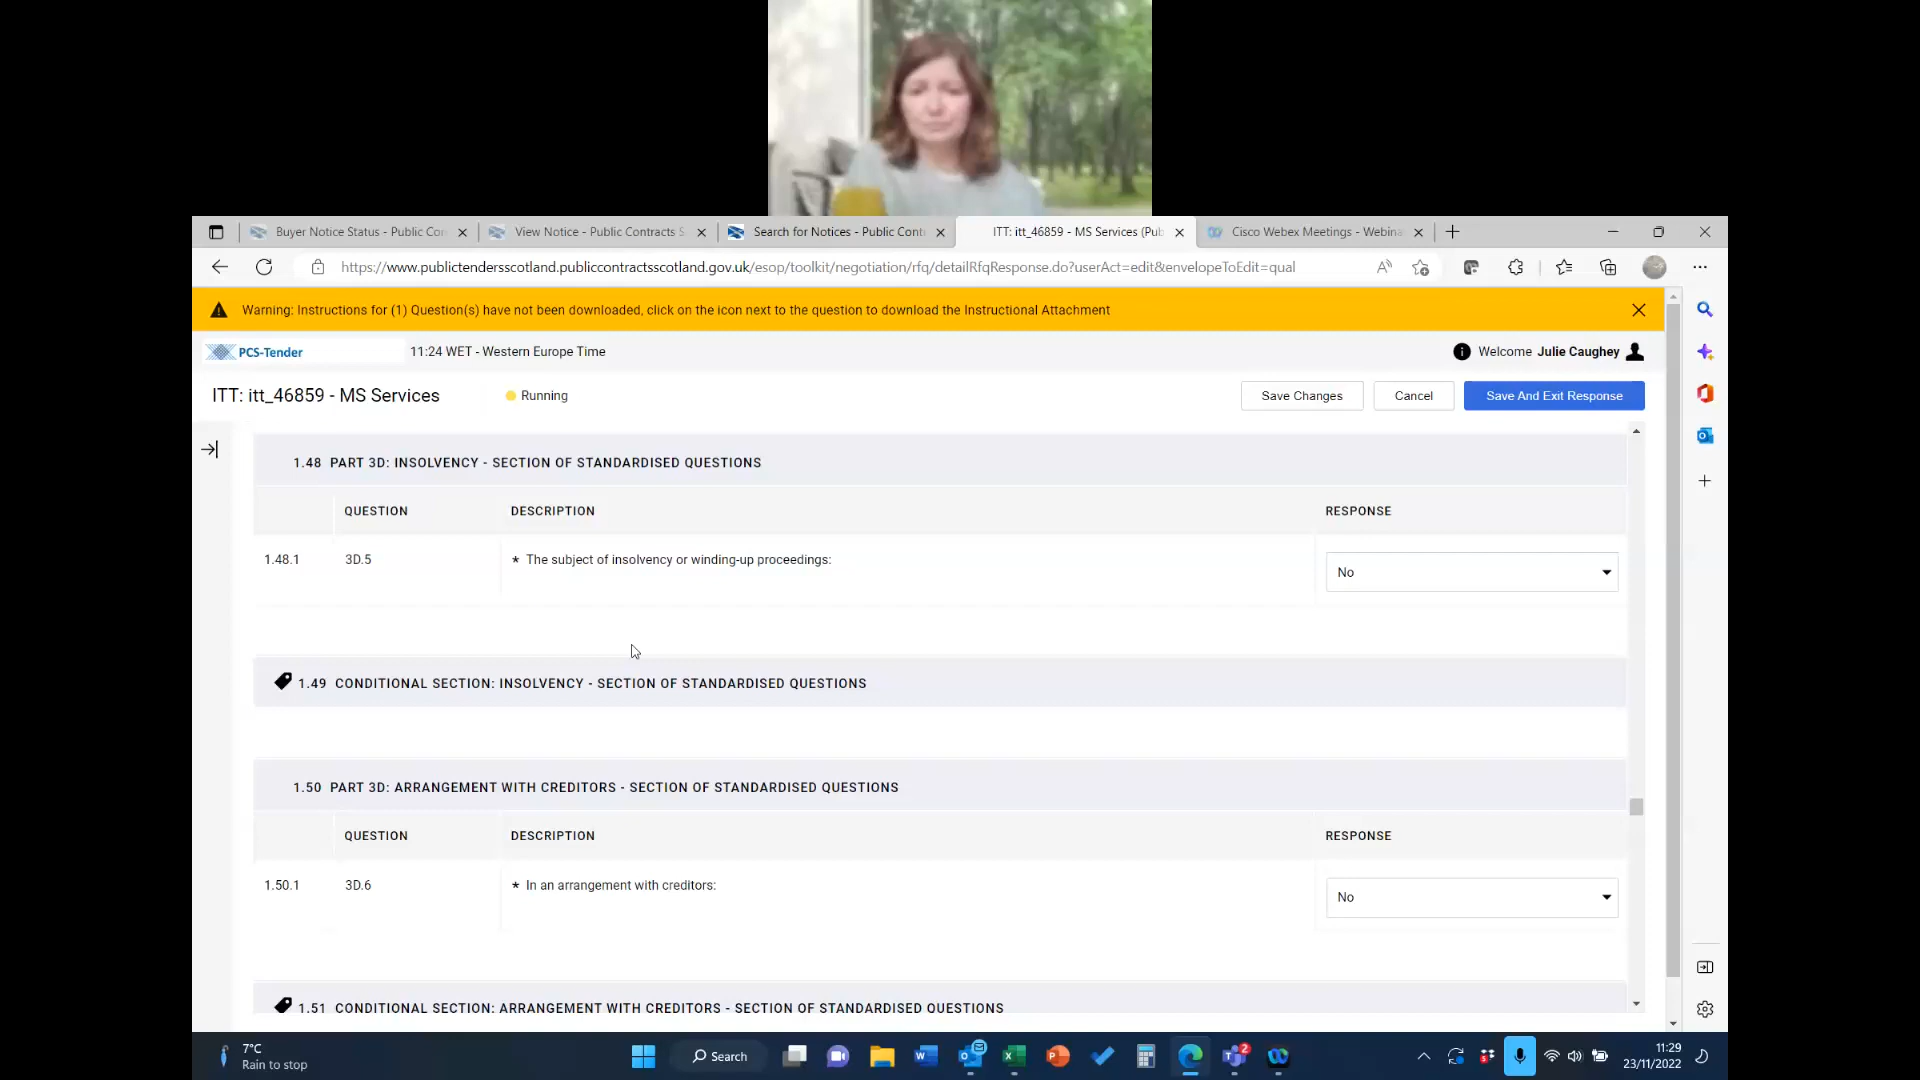 Buyer Notice Status - Public Con
View Notice - Public Contracts S
Search for Notices - Public Cont
ITT: itt_46859 - MS Services (Pub
Cisco Webex Meetings - Webina
https://www.publictendersscotland.publiccontractsscotland.gov.uk/esop/toolkit/negotiation/rfq/detailRfqResponse.do?userAct=edit&envelopeToEdit=qual
Warning: Instructions for (1) Question(s) have not been downloaded, click on the icon next to the question to download the Instructional Attachment
PCS-Tender
11:24 WET - Western Europe Time
Welcome Julie Caughey
ITT: itt_46859 - MS Services
Running
Save Changes
Cancel
Save And Exit Response
1.48 PART 3D: INSOLVENCY - SECTION OF STANDARDISED QUESTIONS
QUESTION DESCRIPTION RESPONSE
1.48.1 3D.5 * The subject of insolvency or winding-up proceedings: No
1.49 CONDITIONAL SECTION: INSOLVENCY - SECTION OF STANDARDISED QUESTIONS
1.50 PART 3D: ARRANGEMENT WITH CREDITORS - SECTION OF STANDARDISED QUESTIONS
QUESTION DESCRIPTION RESPONSE
1.50.1 3D.6 * In an arrangement with creditors: No
1.51 CONDITIONAL SECTION: ARRANGEMENT WITH CREDITORS - SECTION OF STANDARDISED QUESTIONS
7°C
Rain to stop
Search
2
11:29
23/11/2022